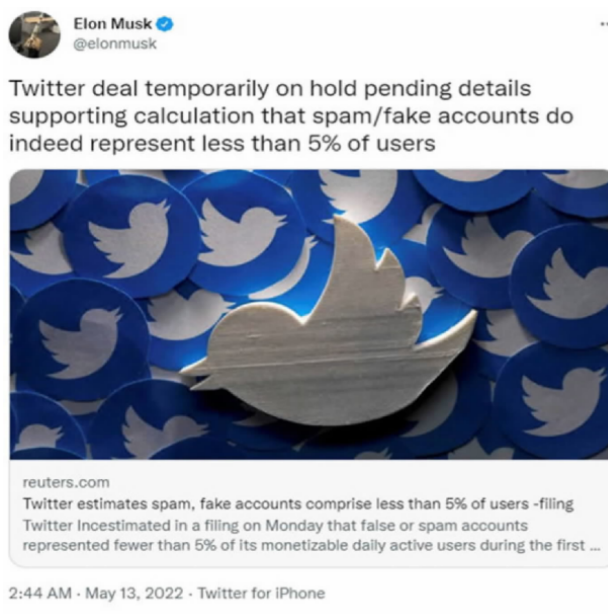 Elon Musk
@elonmusk
Twitter deal temporarily on hold pending details
supporting calculation that spam/fake accounts do
indeed represent less than 5% of users
reuters.com
Twitter estimates spam, fake accounts comprise less than 5% of users -filing
Twitter Incestimated in a filing on Monday that false or spam accounts
represented fewer than 5% of its monetizable daily active users during the first ...
2:44 AM · May 13, 2022 · Twitter for iPhone